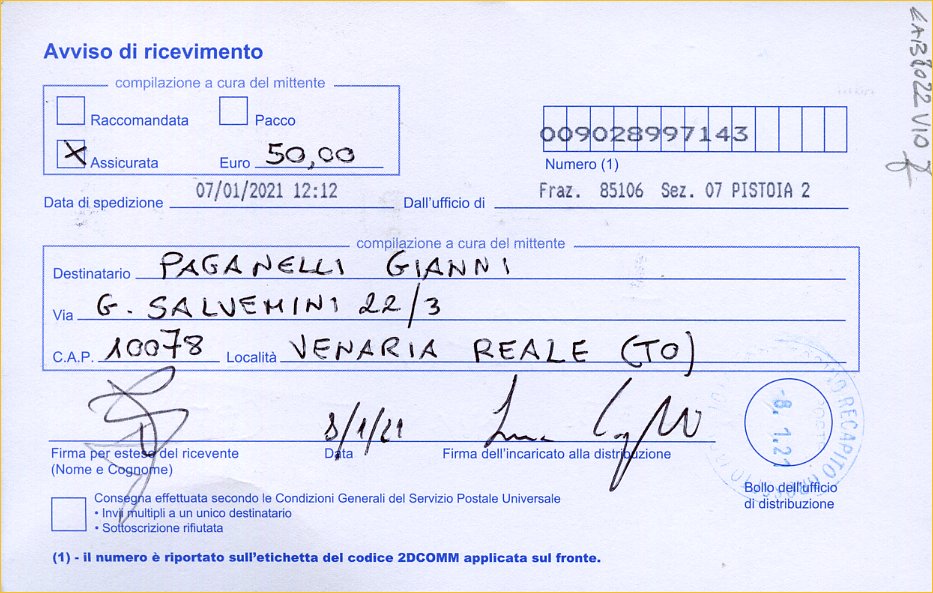 Avviso di ricevimento
compilazione a cura del mittente
Raccomandata Pacco
X Assicurata Euro 50,00
009028997143
Numero (1)
Data di spedizione 07/01/2021 12:12 Dall'ufficio di Fraz. 85106 Sez. 07 PISTOIA 2
compilazione a cura del mittente
Destinatario PAGANELLI GIANNI
Via G. SALVEMINI 22/3
C.A.P. 10078 Località VENARIA REALE (TO)
8/1/21
Firma per esteso del ricevente Data Firma dell'incaricato alla distribuzione
(Nome e Cognome)
-8.1.21
RECAPITO
Bollo dell'ufficio
di distribuzione
Consegna effettuata secondo le Condizioni Generali del Servizio Postale Universale
• Invii multipli a un unico destinatario
• Sottoscrizione rifiutata
(1) - il numero è riportato sull'etichetta del codice 2DCOMM applicata sul fronte.